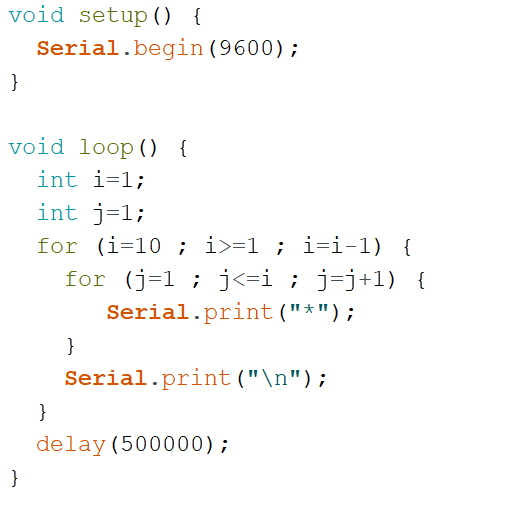 void setup() {
  Serial.begin(9600);
}

void loop() {
  int i=1;
  int j=1;
  for (i=10 ; i>=1 ; i=i-1) {
    for (j=1 ; j<=i ; j=j+1) {
       Serial.print("*");
    }
    Serial.print("\n");
  }
  delay(500000);
}